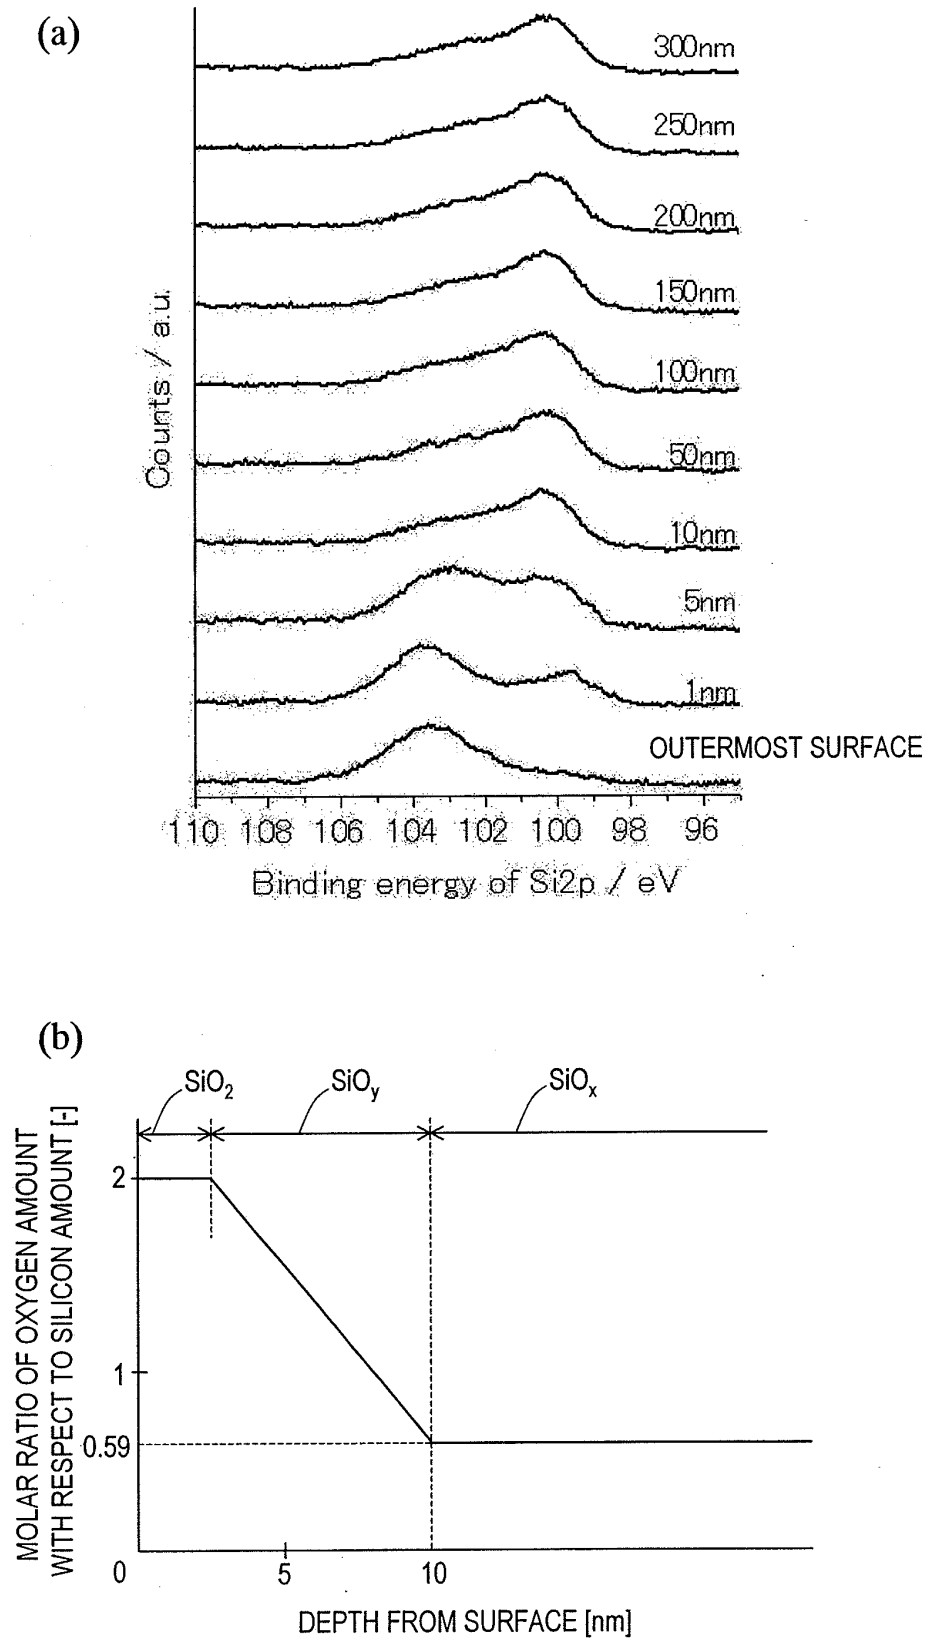 (a)
300nm
250nm
200nm
150nm
100nm
50nm
10nm
5nm
1nm
OUTERMOST SURFACE
Counts / a.u.
110 108 106 104 102 100 98 96
Binding energy of Si2p / eV
(b)
SiO2 SiOy SiOx
MOLAR RATIO OF OXYGEN AMOUNT
WITH RESPECT TO SILICON AMOUNT [-]
2
1
0.59
0 5 10
DEPTH FROM SURFACE [nm]